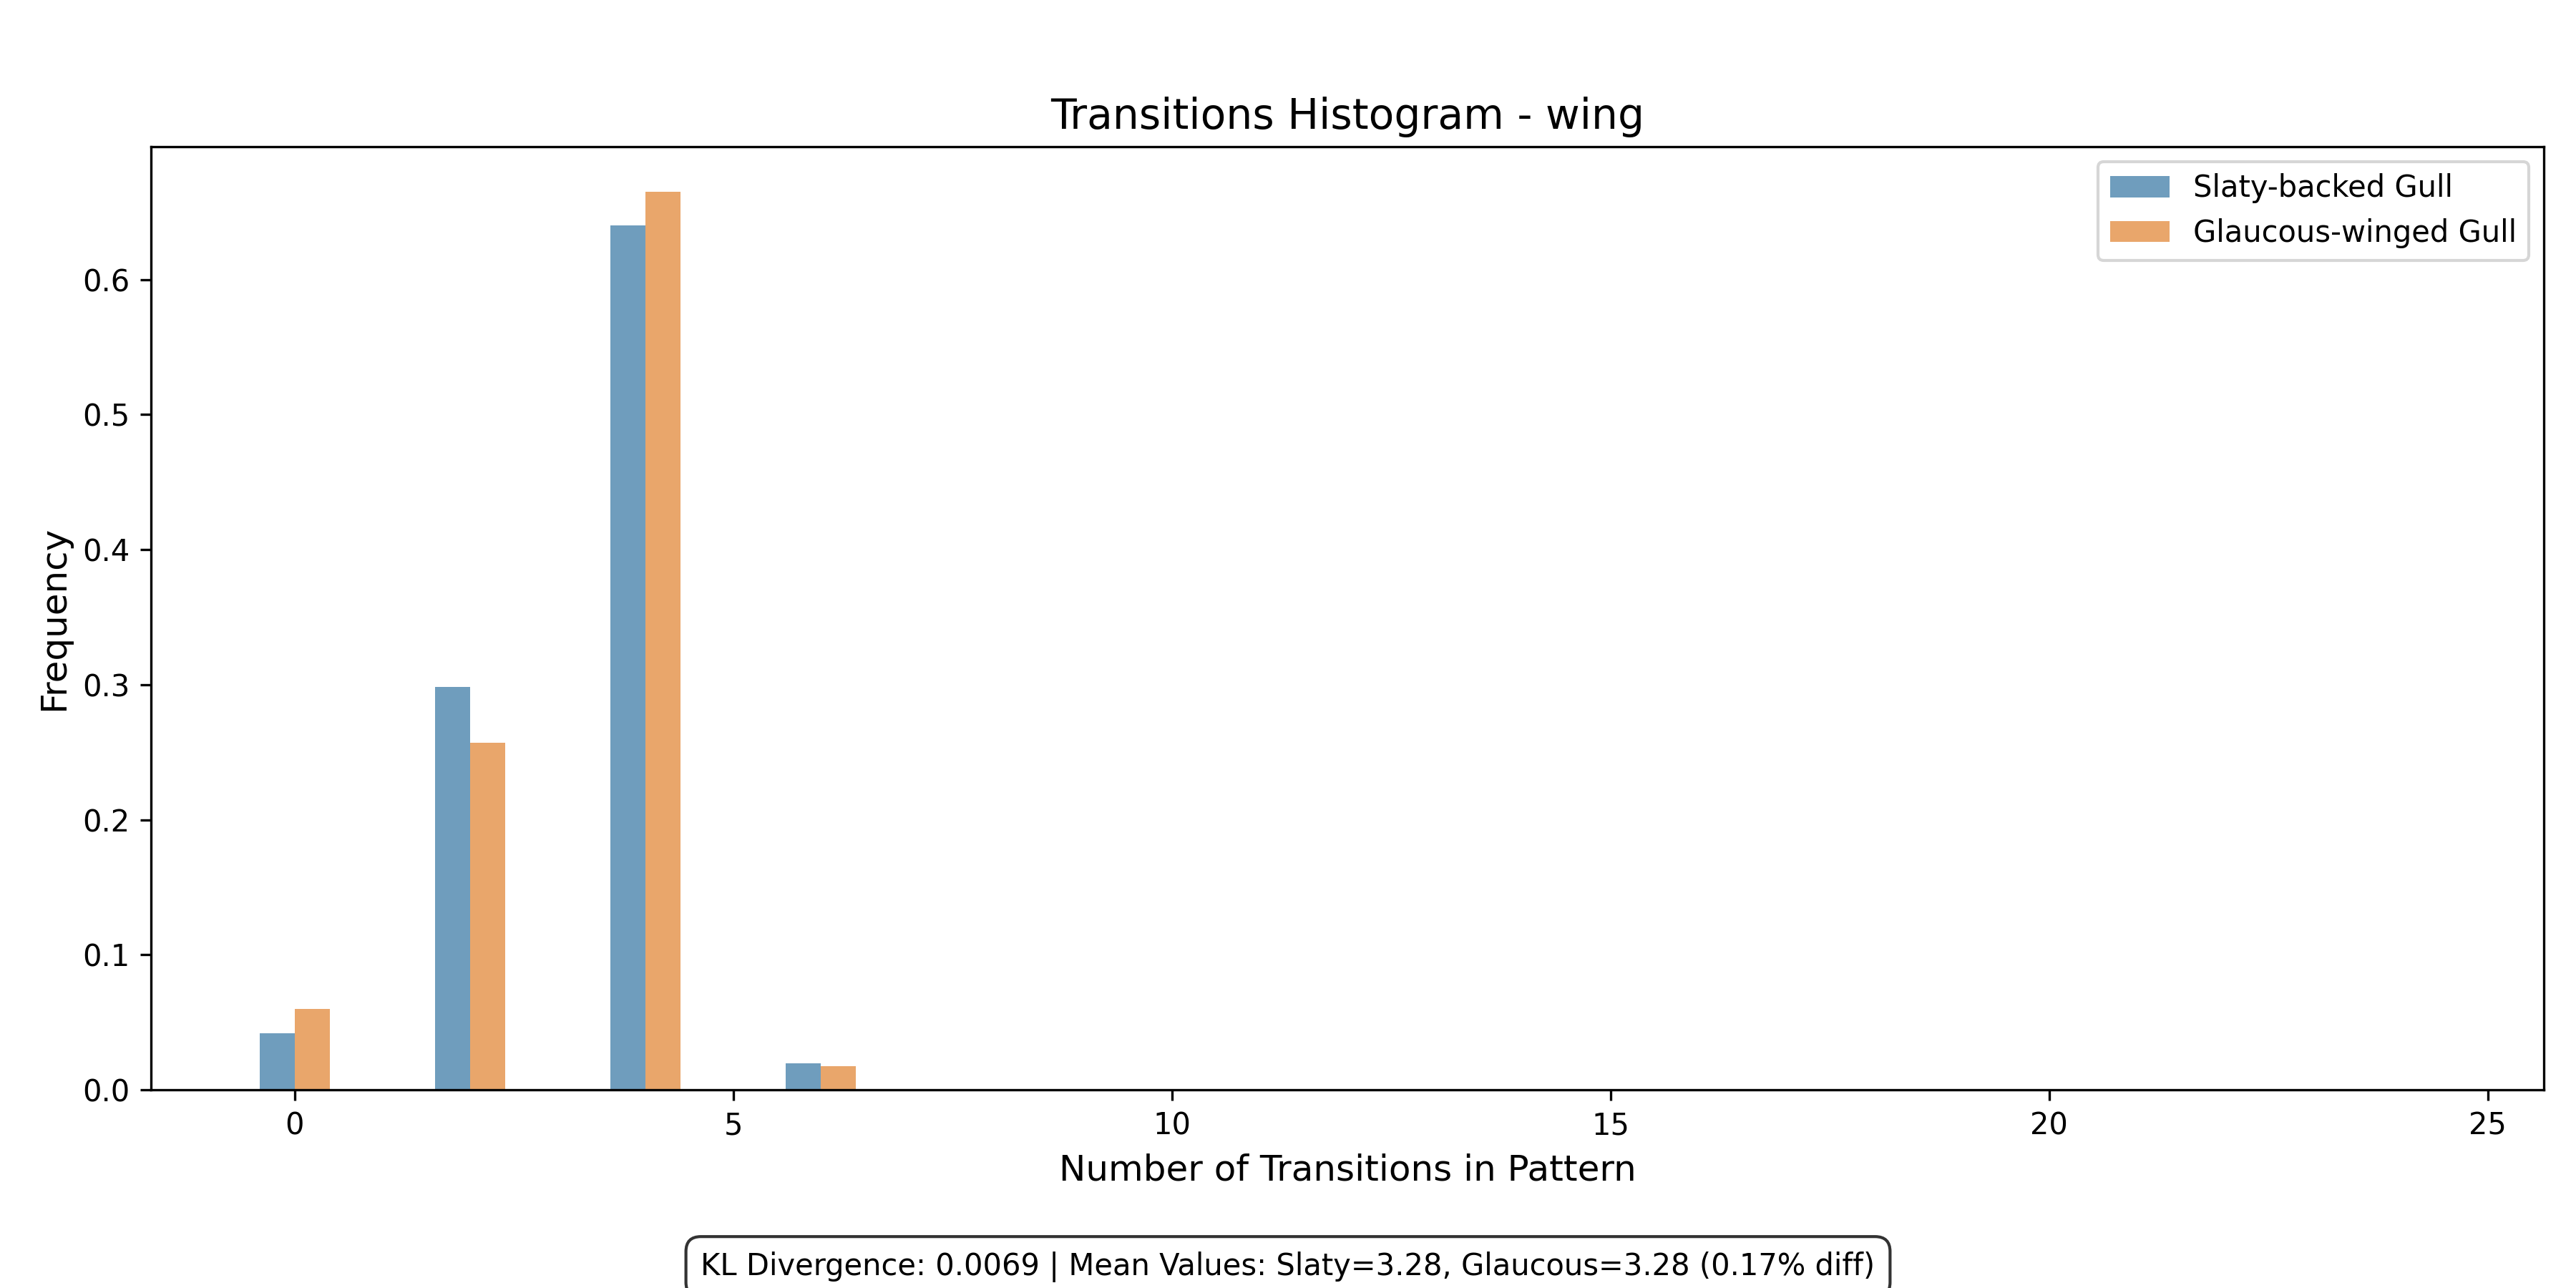 Transitions Histogram - wing
Slaty-backed Gull
Glaucous-winged Gull
Frequency
0.6
0.5
0.4
0.3
0.2
0.1
0.0
0 5 10 15 20 25
Number of Transitions in Pattern
KL Divergence: 0.0069 | Mean Values: Slaty=3.28, Glaucous=3.28 (0.17% diff)